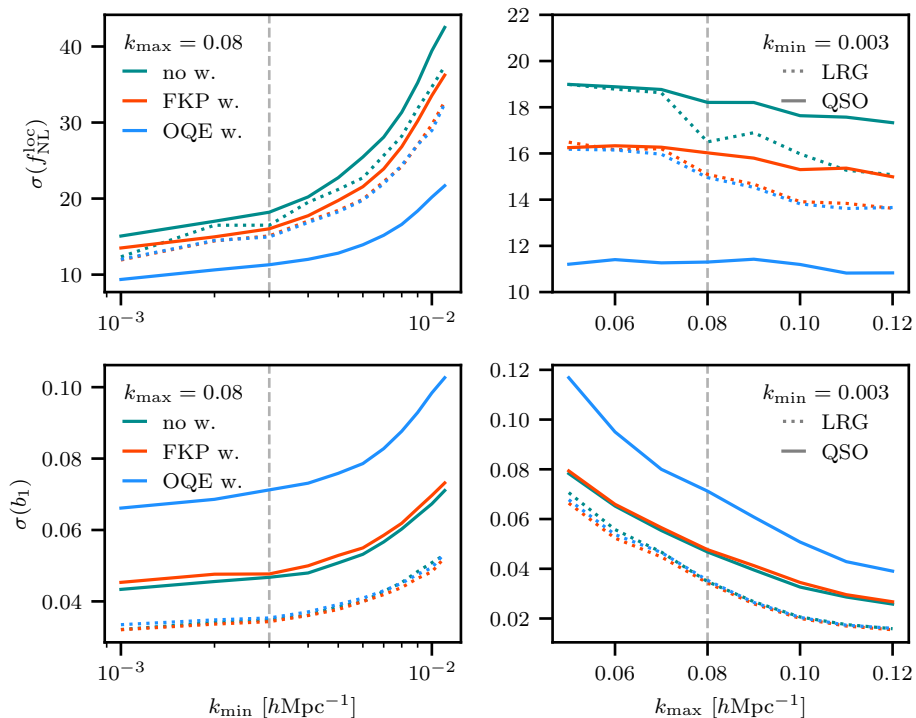 σ(f_NL^loc)
40
30
20
10
k_max = 0.08
no w.
FKP w.
OQE w.
10⁻³
10⁻²
22
20
18
16
14
12
10
k_min = 0.003
LRG
QSO
0.06
0.08
0.10
0.12
σ(b₁)
0.10
0.08
0.06
0.04
k_max = 0.08
no w.
FKP w.
OQE w.
10⁻³
10⁻²
k_min [hMpc⁻¹]
0.12
0.10
0.08
0.06
0.04
0.02
k_min = 0.003
LRG
QSO
0.06
0.08
0.10
0.12
k_max [hMpc⁻¹]